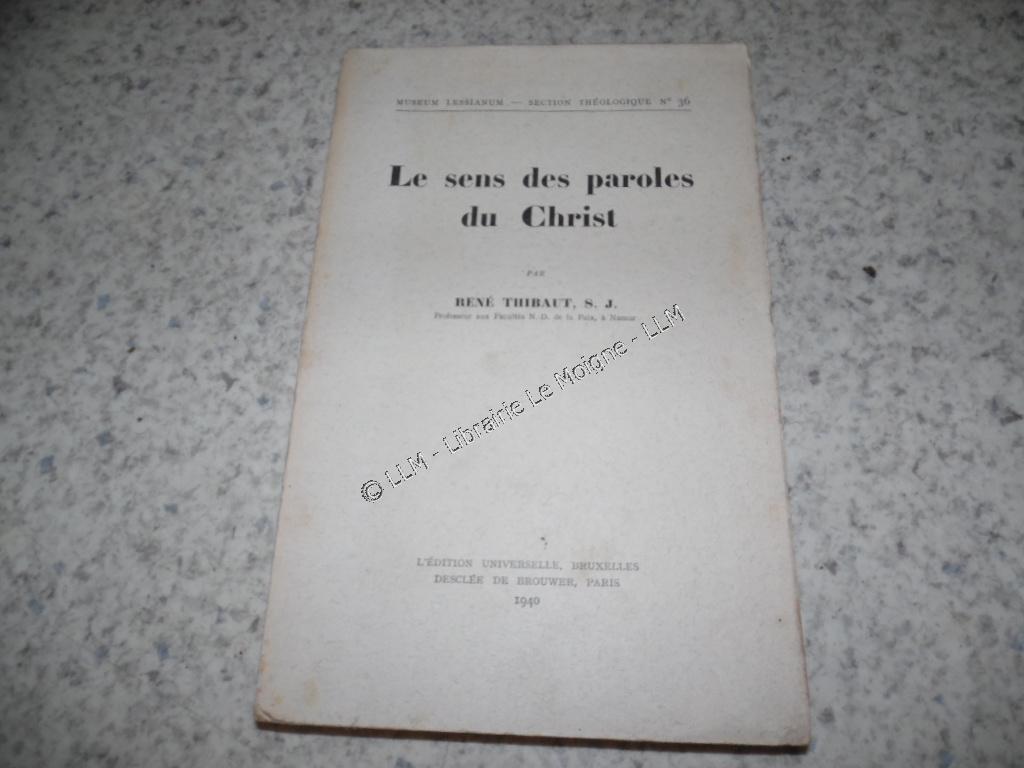 MUSEUM LESSIANUM — SECTION THÉOLOGIQUE N° 36
Le sens des paroles
du Christ
PAR
RENÉ THIBAUT, S. J.
Professeur aux Facultés N. D. de la Paix, à Namur
© LLM - Librairie Le Moigne - LLM
L'ÉDITION UNIVERSELLE, BRUXELLES
DESCLÉE DE BROUWER, PARIS
1940